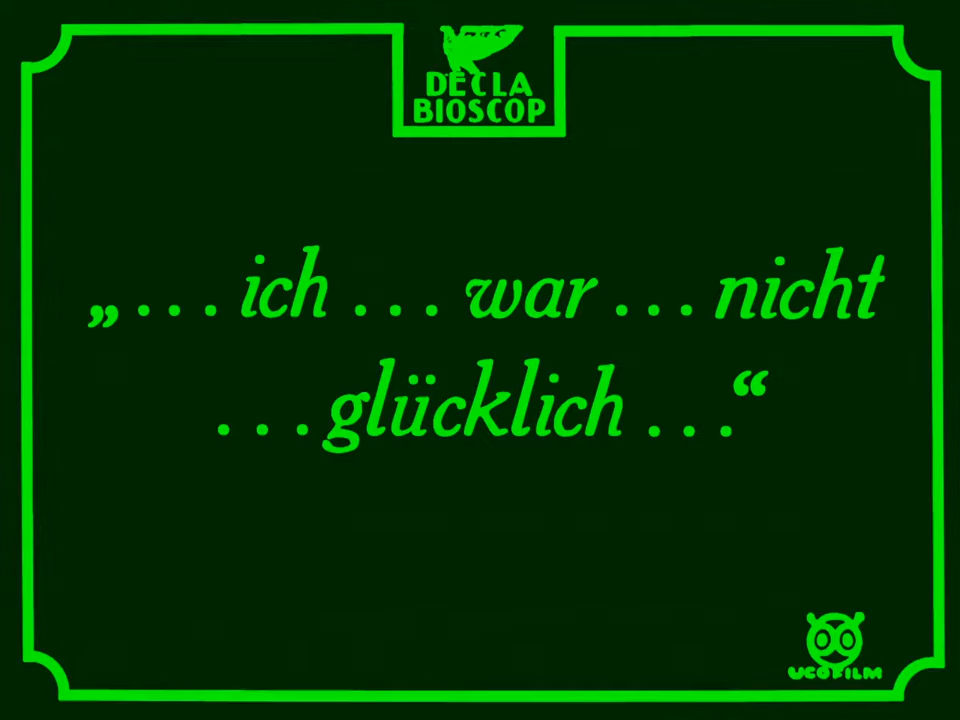 DECLA
BIOSCOP
„... ich ... war ... nicht
... glücklich ...“
UCOFILM